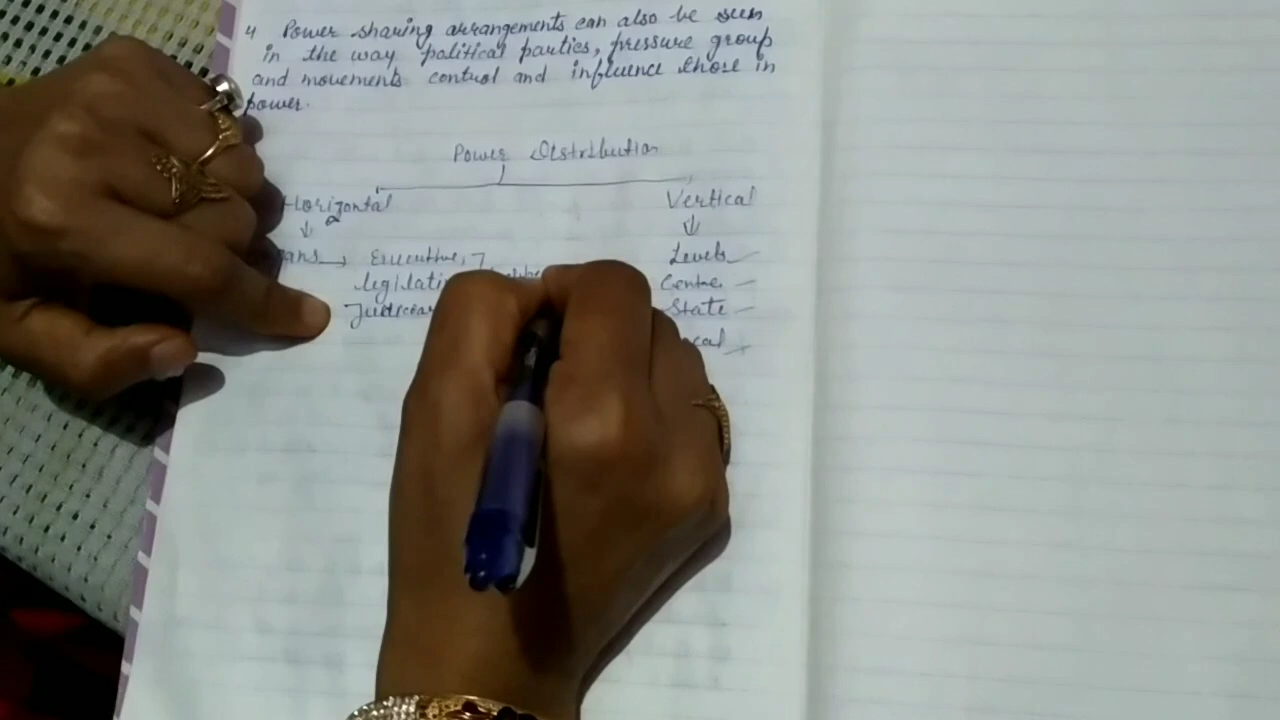 4 Power sharing arrangements can also be seen
in the way political parties, pressure group
and movements control and influence those in
power.
Power Distribution
Horizontal Vertical
Executive, Levels
Centre
State